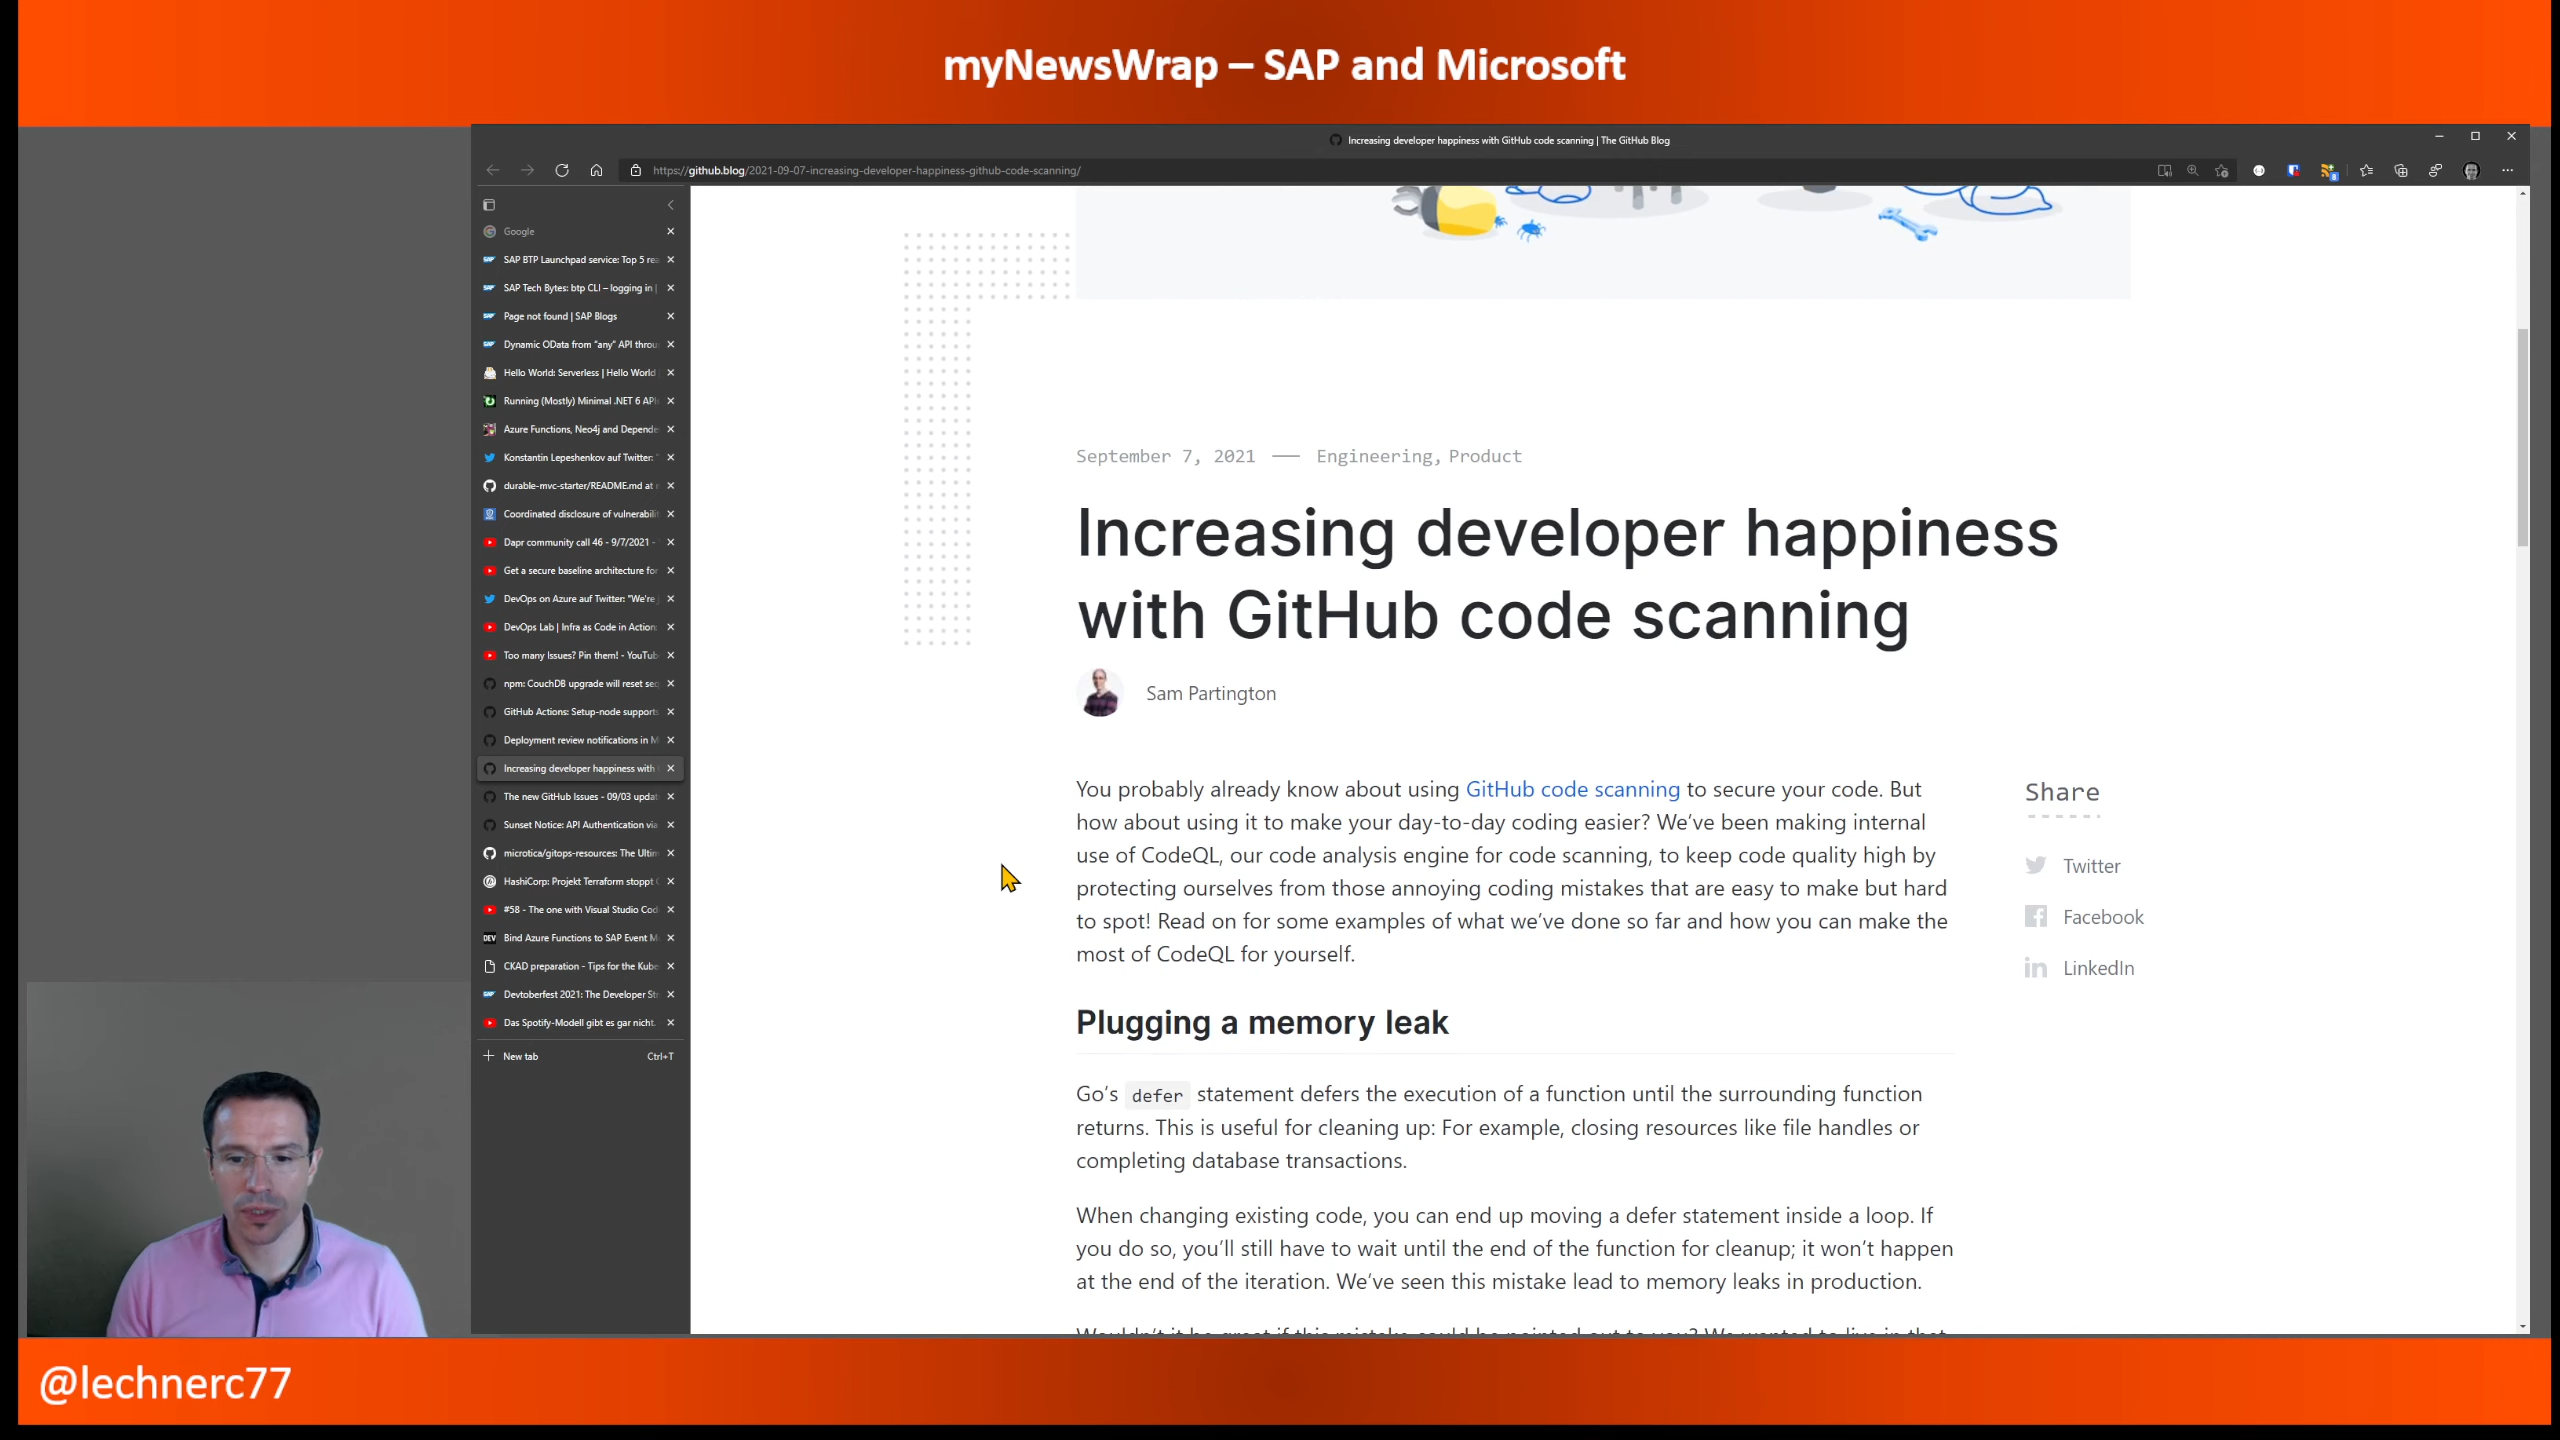 myNewsWrap – SAP and Microsoft
Increasing developer happiness with GitHub code scanning | The GitHub Blog
https://github.blog/2021-09-07-increasing-developer-happiness-github-code-scanning/
Google
SAP BTP Launchpad service: Top 5 rea
SAP Tech Bytes: btp CLI – logging in |
Page not found | SAP Blogs
Dynamic OData from "any" API throu
Hello World: Serverless | Hello World
Running (Mostly) Minimal .NET 6 API
Azure Functions, Neo4j and Depende
Konstantin Lepeshenkov auf Twitter: "
durable-mvc-starter/README.md at
Coordinated disclosure of vulnerabilit
Dapr community call 46 - 9/7/2021 -
Get a secure baseline architecture for
DevOps on Azure auf Twitter: "We're
DevOps Lab | Infra as Code in Action:
Too many Issues? Pin them! - YouTub
npm: CouchDB upgrade will reset seq
GitHub Actions: Setup-node supports
Deployment review notifications in M
Increasing developer happiness with
The new GitHub Issues - 09/03 updat
Sunset Notice: API Authentication via
microtica/gitops-resources: The Ultim
HashiCorp: Projekt Terraform stoppt
#58 - The one with Visual Studio Cod
Bind Azure Functions to SAP Event M
CKAD preparation - Tips for the Kube
Devtoberfest 2021: The Developer St
Das Spotify-Modell gibt es gar nicht.
New tab Ctrl+T
September 7, 2021 — Engineering, Product
Increasing developer happiness
with GitHub code scanning
Sam Partington
You probably already know about using GitHub code scanning to secure your code. But
how about using it to make your day-to-day coding easier? We've been making internal
use of CodeQL, our code analysis engine for code scanning, to keep code quality high by
protecting ourselves from those annoying coding mistakes that are easy to make but hard
to spot! Read on for some examples of what we've done so far and how you can make the
most of CodeQL for yourself.
Share
Twitter
Facebook
LinkedIn
Plugging a memory leak
Go's defer statement defers the execution of a function until the surrounding function
returns. This is useful for cleaning up: For example, closing resources like file handles or
completing database transactions.
When changing existing code, you can end up moving a defer statement inside a loop. If
you do so, you'll still have to wait until the end of the function for cleanup; it won't happen
at the end of the iteration. We've seen this mistake lead to memory leaks in production.
@lechnerc77